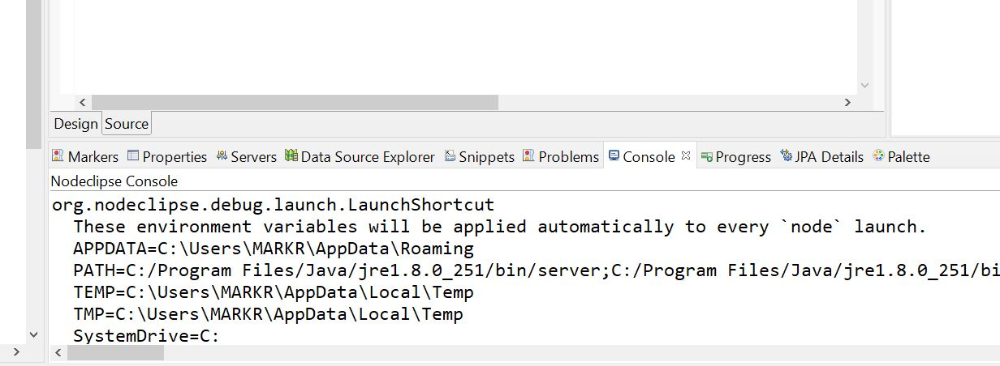 Design Source
Markers Properties Servers Data Source Explorer Snippets Problems Console Progress JPA Details Palette
Nodeclipse Console
org.nodeclipse.debug.launch.LaunchShortcut
These environment variables will be applied automatically to every `node` launch.
APPDATA=C:\Users\MARKR\AppData\Roaming
PATH=C:/Program Files/Java/jre1.8.0_251/bin/server;C:/Program Files/Java/jre1.8.0_251/bi
TEMP=C:\Users\MARKR\AppData\Local\Temp
TMP=C:\Users\MARKR\AppData\Local\Temp
SystemDrive=C: